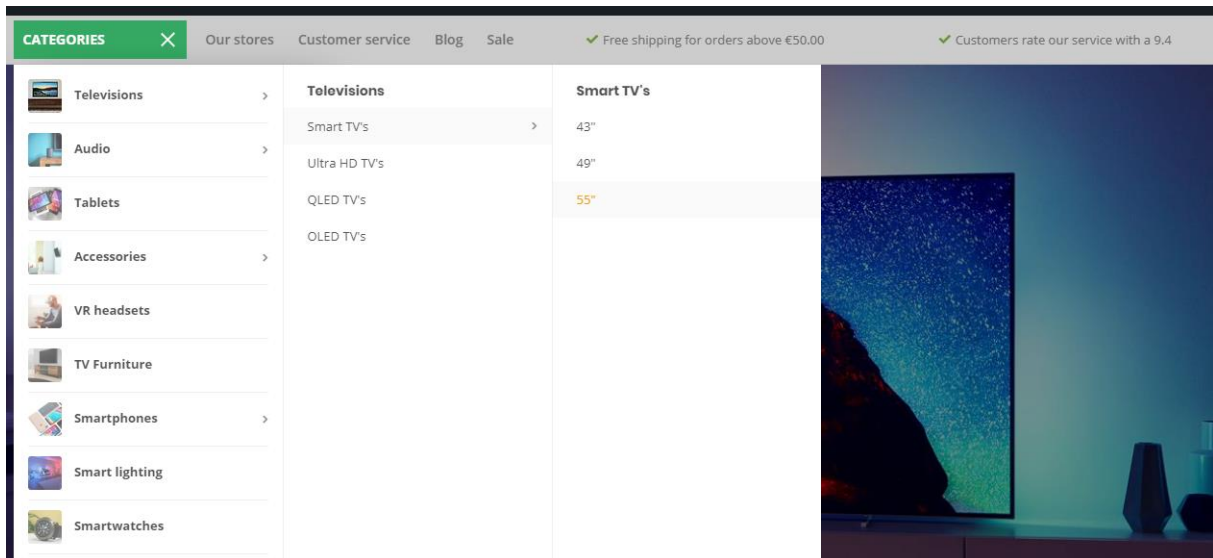 CATEGORIES
Our stores
Customer service
Blog
Sale
Free shipping for orders above €50.00
Customers rate our service with a 9.4
Televisions
Audio
Tablets
Accessories
VR headsets
TV Furniture
Smartphones
Smart lighting
Smartwatches
Televisions
Smart TV's
Ultra HD TV's
QLED TV's
OLED TV's
Smart TV's
43"
49"
55"